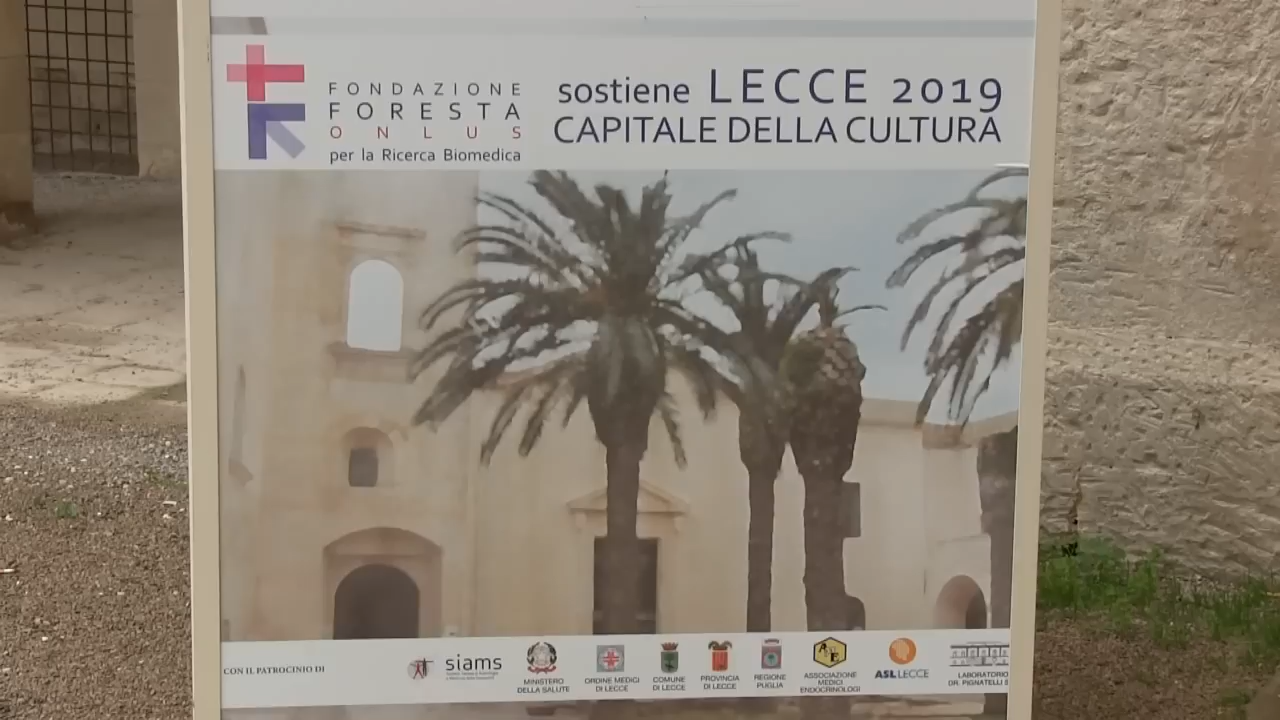 FONDAZIONE
FORESTA
ONLUS
per la Ricerca Biomedica
sostiene LECCE 2019
CAPITALE DELLA CULTURA
CON IL PATROCINIO DI
siams
MINISTERO
DELLA SALUTE
ORDINE MEDICI
DI LECCE
COMUNE
DI LECCE
PROVINCIA
DI LECCE
REGIONE
PUGLIA
AME
ASSOCIAZIONE
MEDICI
ENDOCRINOLOGI
ASL LECCE
LABORATORIO
DR. PIGNATELLI